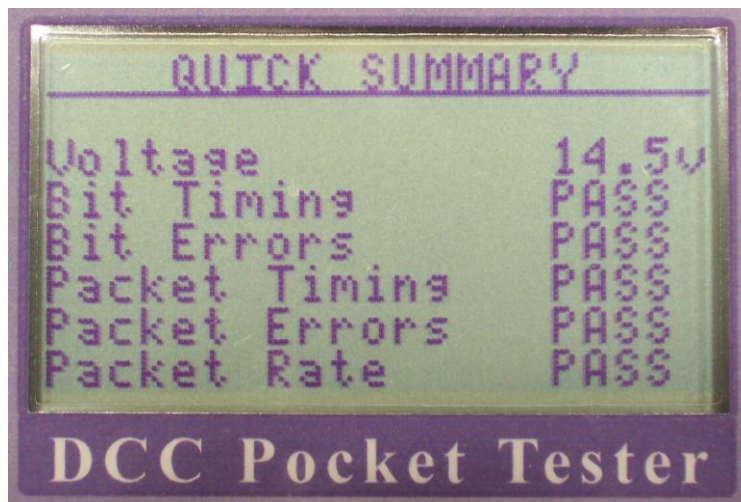 QUICK SUMMARY
Voltage 14.5v
Bit Timing PASS
Bit Errors PASS
Packet Timing PASS
Packet Errors PASS
Packet Rate PASS
DCC Pocket Tester